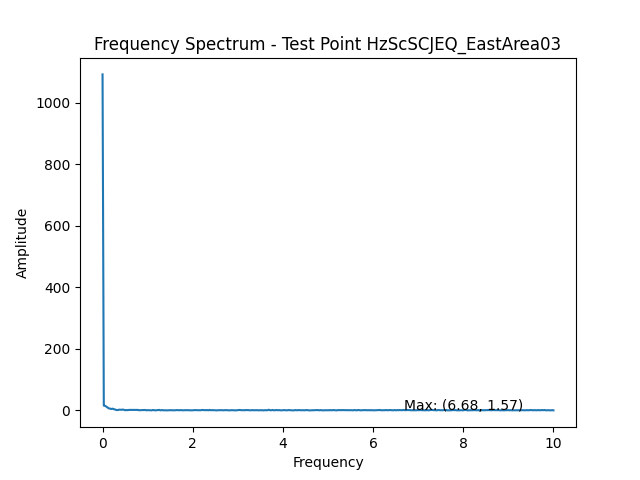 Frequency Spectrum - Test Point HzScSCJEQ_EastArea03
1000
800
600
400
200
0
Amplitude
Max: (6.68, 1.57)
0 2 4 6 8 10
Frequency